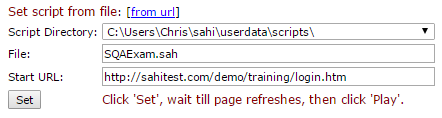 Set script from file: [from url]
Script Directory: C:\Users\Chris\sahi\userdata\scripts\
File: SQAExam.sah
Start URL: http://sahitest.com/demo/training/login.htm
Set Click 'Set', wait till page refreshes, then click 'Play'.